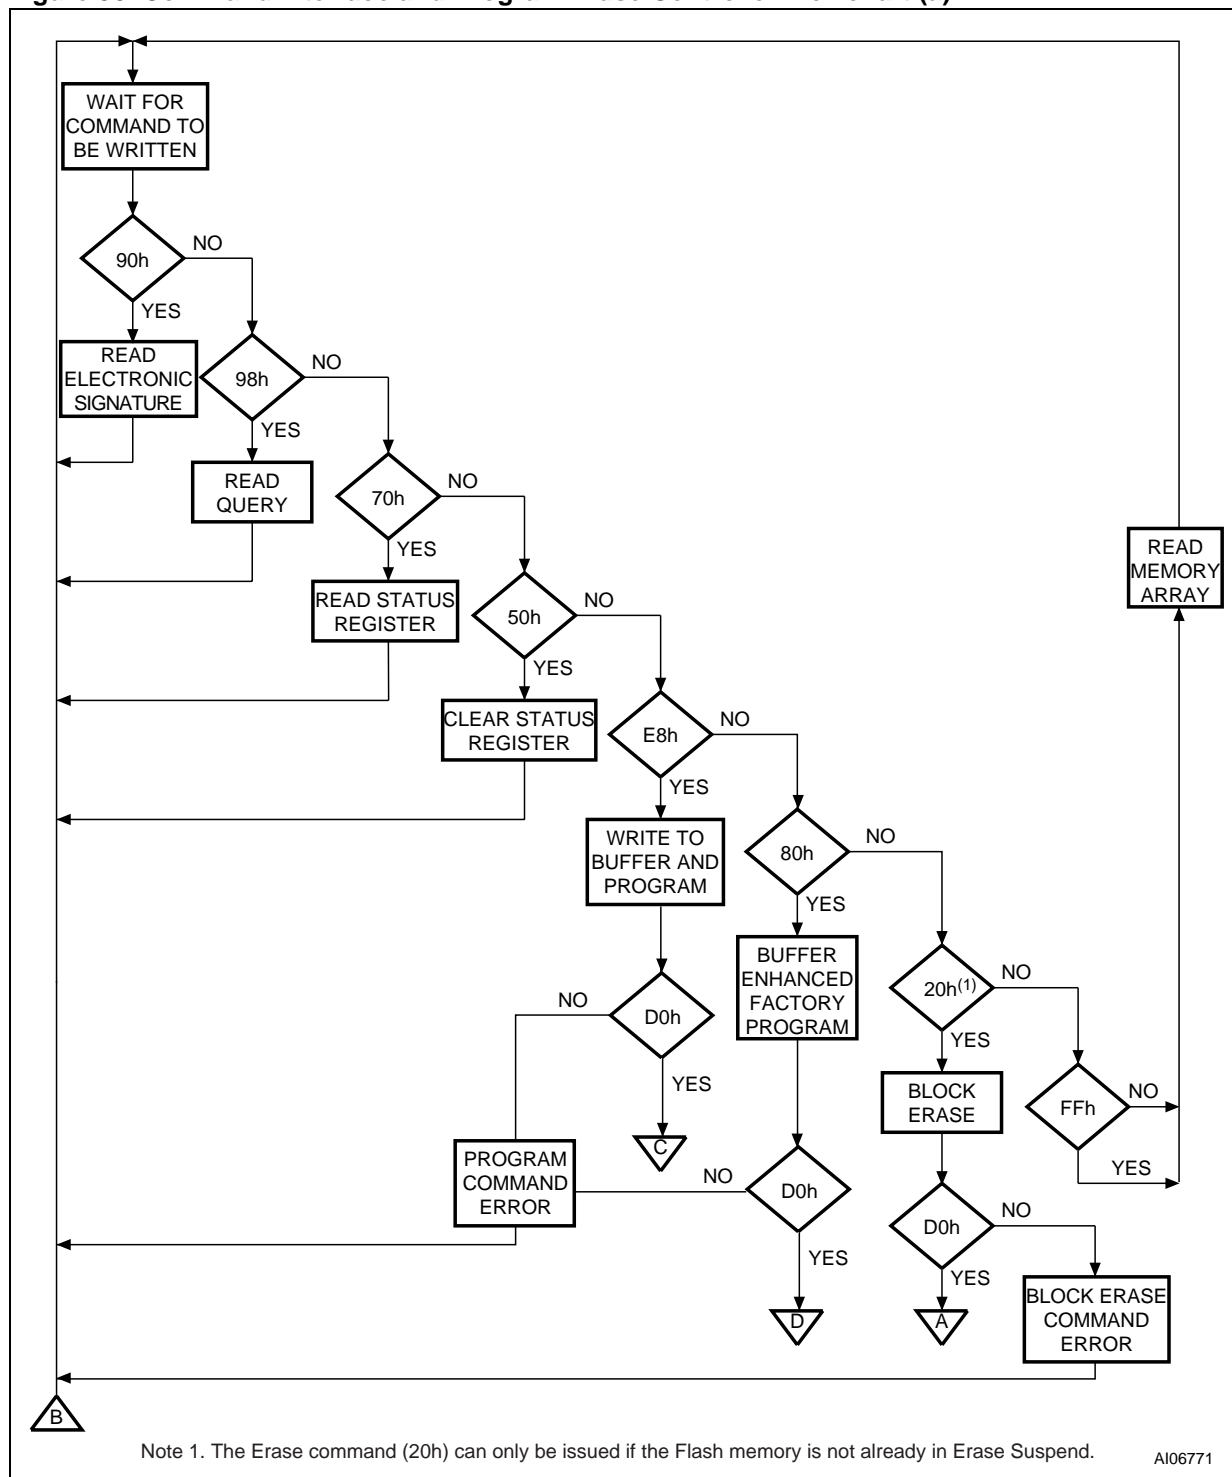 WAIT FOR
COMMAND TO
BE WRITTEN
90h
NO
YES
READ
ELECTRONIC
SIGNATURE
98h
NO
YES
READ
QUERY
70h
NO
YES
READ STATUS
REGISTER
50h
NO
YES
CLEAR STATUS
REGISTER
E8h
NO
YES
WRITE TO
BUFFER AND
PROGRAM
D0h
NO
YES
C
80h
NO
YES
BUFFER
ENHANCED
FACTORY
PROGRAM
D0h
NO
YES
D
PROGRAM
COMMAND
ERROR
20h(1)
NO
YES
BLOCK
ERASE
D0h
NO
YES
A
BLOCK ERASE
COMMAND
ERROR
FFh
NO
YES
READ
MEMORY
ARRAY
B
Note 1. The Erase command (20h) can only be issued if the Flash memory is not already in Erase Suspend.
AI06771